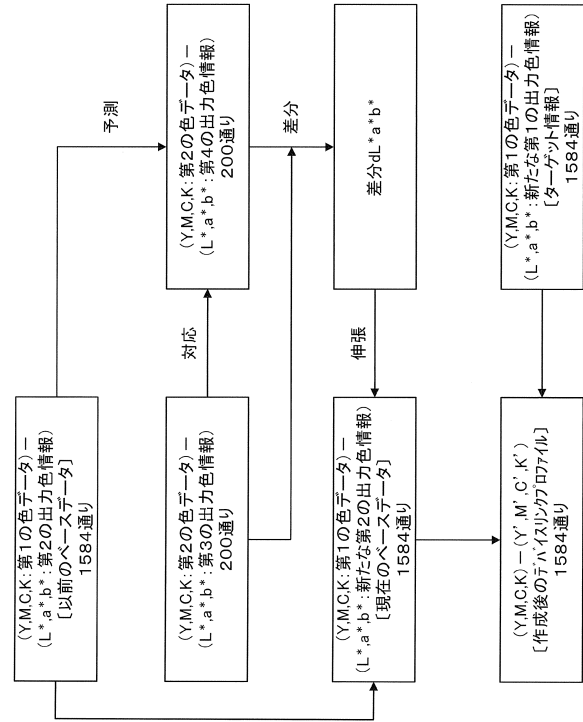 (Y,M,C,K:第1の色データ)−
(L*,a*,b*:第2の出力色情報)
[以前のベースデータ]
1584通り
予測
(Y,M,C,K:第2の色データ)−
(L*,a*,b*:第3の出力色情報)
200通り
対応
(Y,M,C,K:第2の色データ)−
(L*,a*,b*:第4の出力色情報)
200通り
差分
(Y,M,C,K:第1の色データ)−
(L*,a*,b*:新たな第2の出力色情報)
[現在のベースデータ]
1584通り
伸張
差分dL*a*b*
(Y,M,C,K)−(Y',M',C',K')
[作成後のデバイスリンクプロファイル]
1584通り
(Y,M,C,K:第1の色データ)−
(L*,a*,b*:新たな第1の出力色情報)
[ターゲット情報]
1584通り